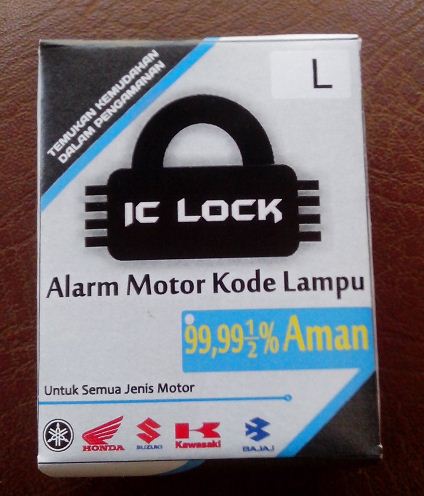 L
TEMUKAN KEMUDAHAN
DALAM PENGAMANAN
IC LOCK
Alarm Motor Kode Lampu
99,99½% Aman
Untuk Semua Jenis Motor
HONDA
SUZUKI
Kawasaki
BAJAJ